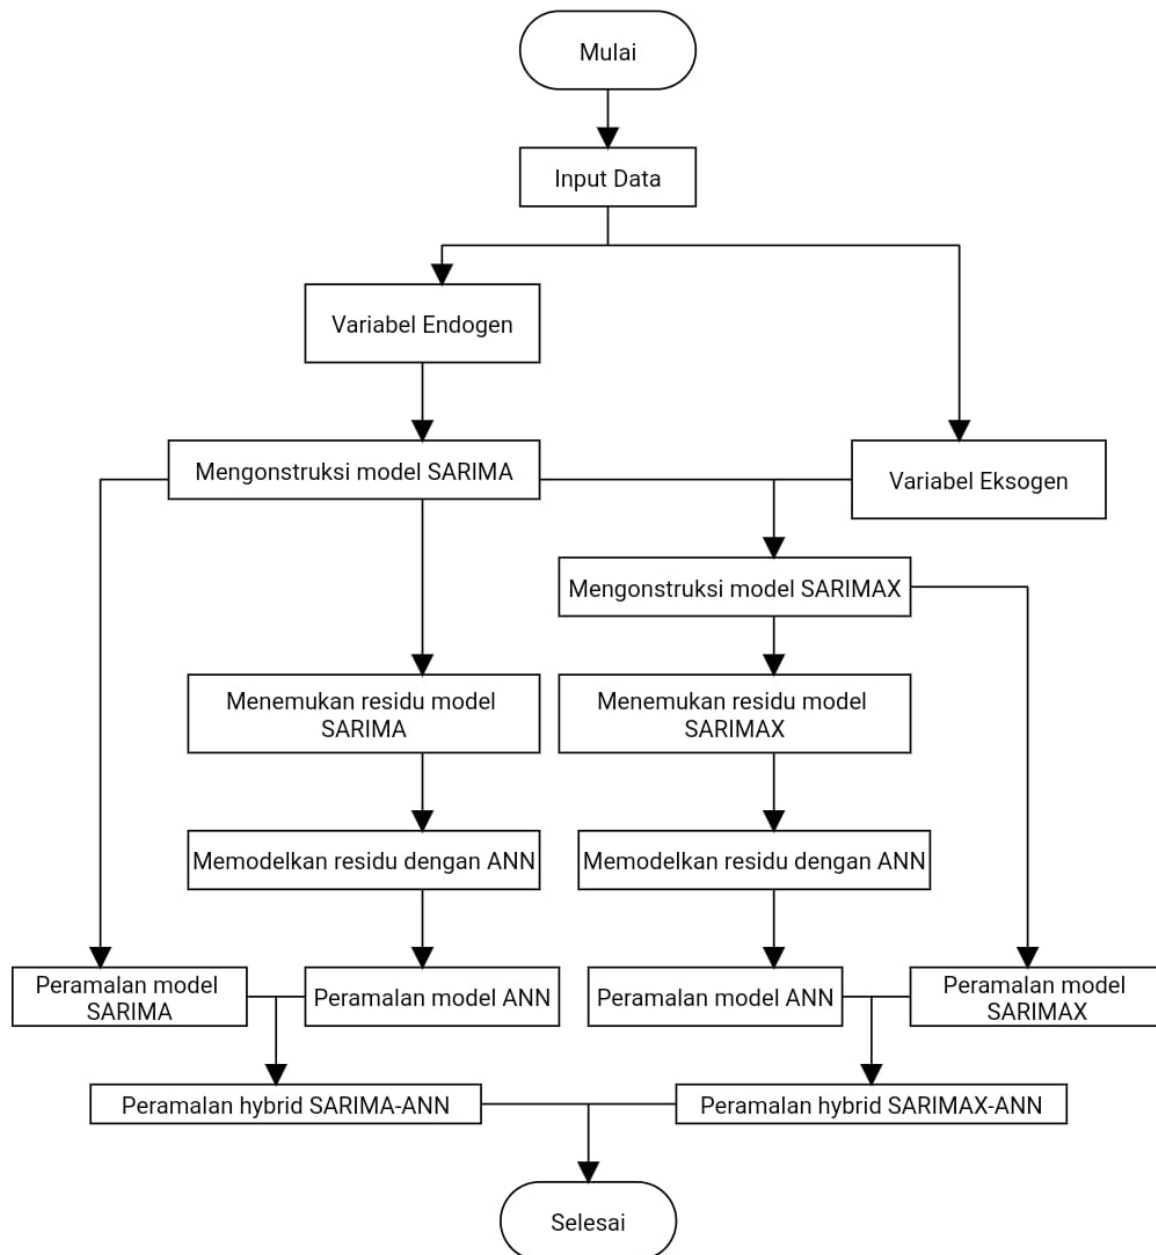 Mulai
Input Data
Variabel Endogen
Mengonstruksi model SARIMA
Variabel Eksogen
Mengonstruksi model SARIMAX
Menemukan residu model
SARIMA
Menemukan residu model
SARIMAX
Memodelkan residu dengan ANN
Memodelkan residu dengan ANN
Peramalan model
SARIMA
Peramalan model ANN
Peramalan model ANN
Peramalan model
SARIMAX
Peramalan hybrid SARIMA-ANN
Peramalan hybrid SARIMAX-ANN
Selesai